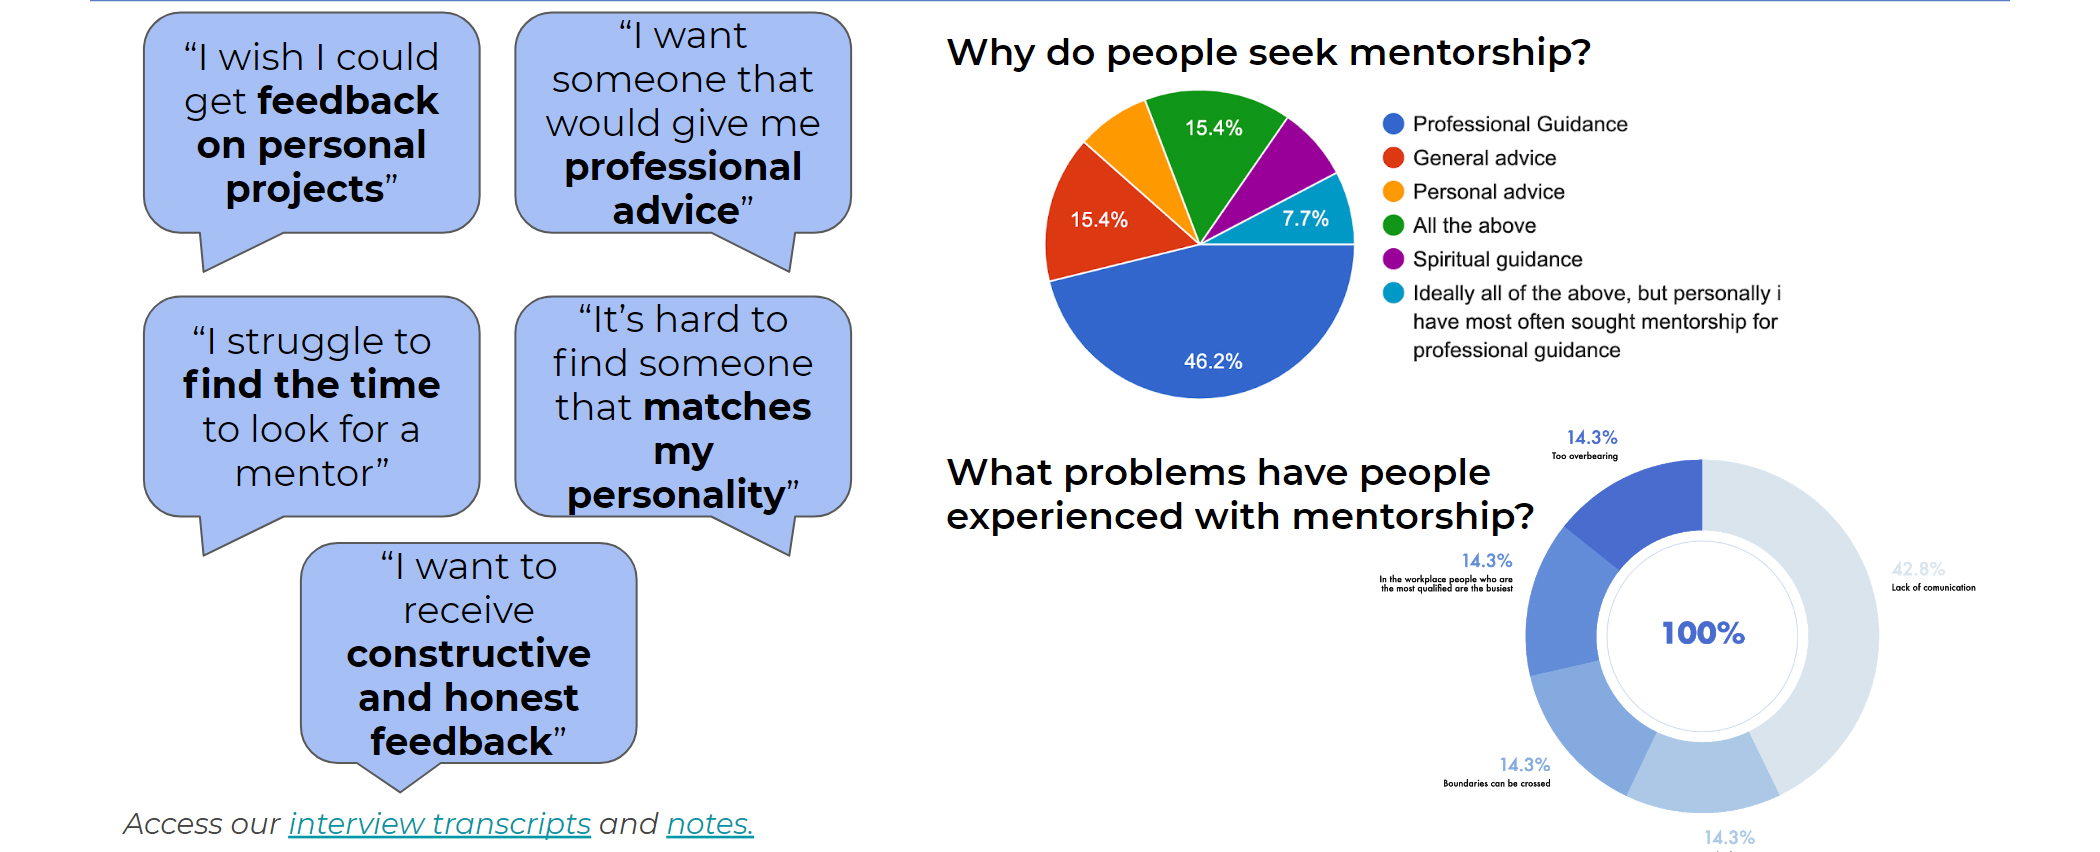 “I wish I could
get feedback
on personal
projects”
“I want
someone that
would give me
professional
advice”
“I struggle to
find the time
to look for a
mentor”
“It’s hard to
find someone
that matches
my
personality”
“I want to
receive
constructive
and honest
feedback”
Access our interview transcripts and notes.
Why do people seek mentorship?
15.4%
15.4%
7.7%
46.2%
Professional Guidance
General advice
Personal advice
All the above
Spiritual guidance
Ideally all of the above, but personally i
have most often sought mentorship for
professional guidance
What problems have people
experienced with mentorship?
14.3%
Too overbearing
14.3%
In the workplace people who are
the most qualified are the busiest
42.8%
Lack of comunication
100%
14.3%
Boundaries can be crossed
14.3%